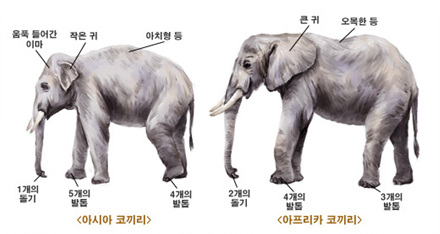 움푹 들어간
이마
작은 귀
아치형 등
1개의
돌기
5개의
발톱
4개의
발톱
<아시아 코끼리>
큰 귀
오목한 등
2개의
돌기
4개의
발톱
3개의
발톱
<아프리카 코끼리>